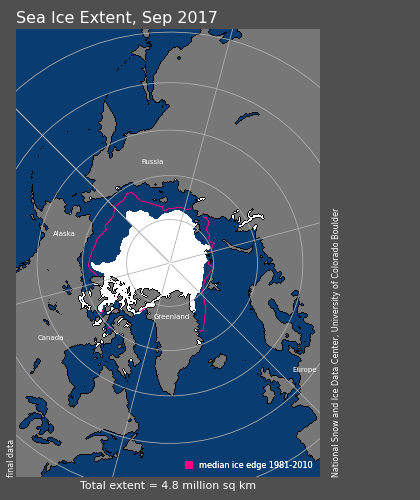 Sea Ice Extent, Sep 2017
Russia
Alaska
Greenland
Canada
Europe
median ice edge 1981-2010
Total extent = 4.8 million sq km
final data
National Snow and Ice Data Center, University of Colorado Boulder